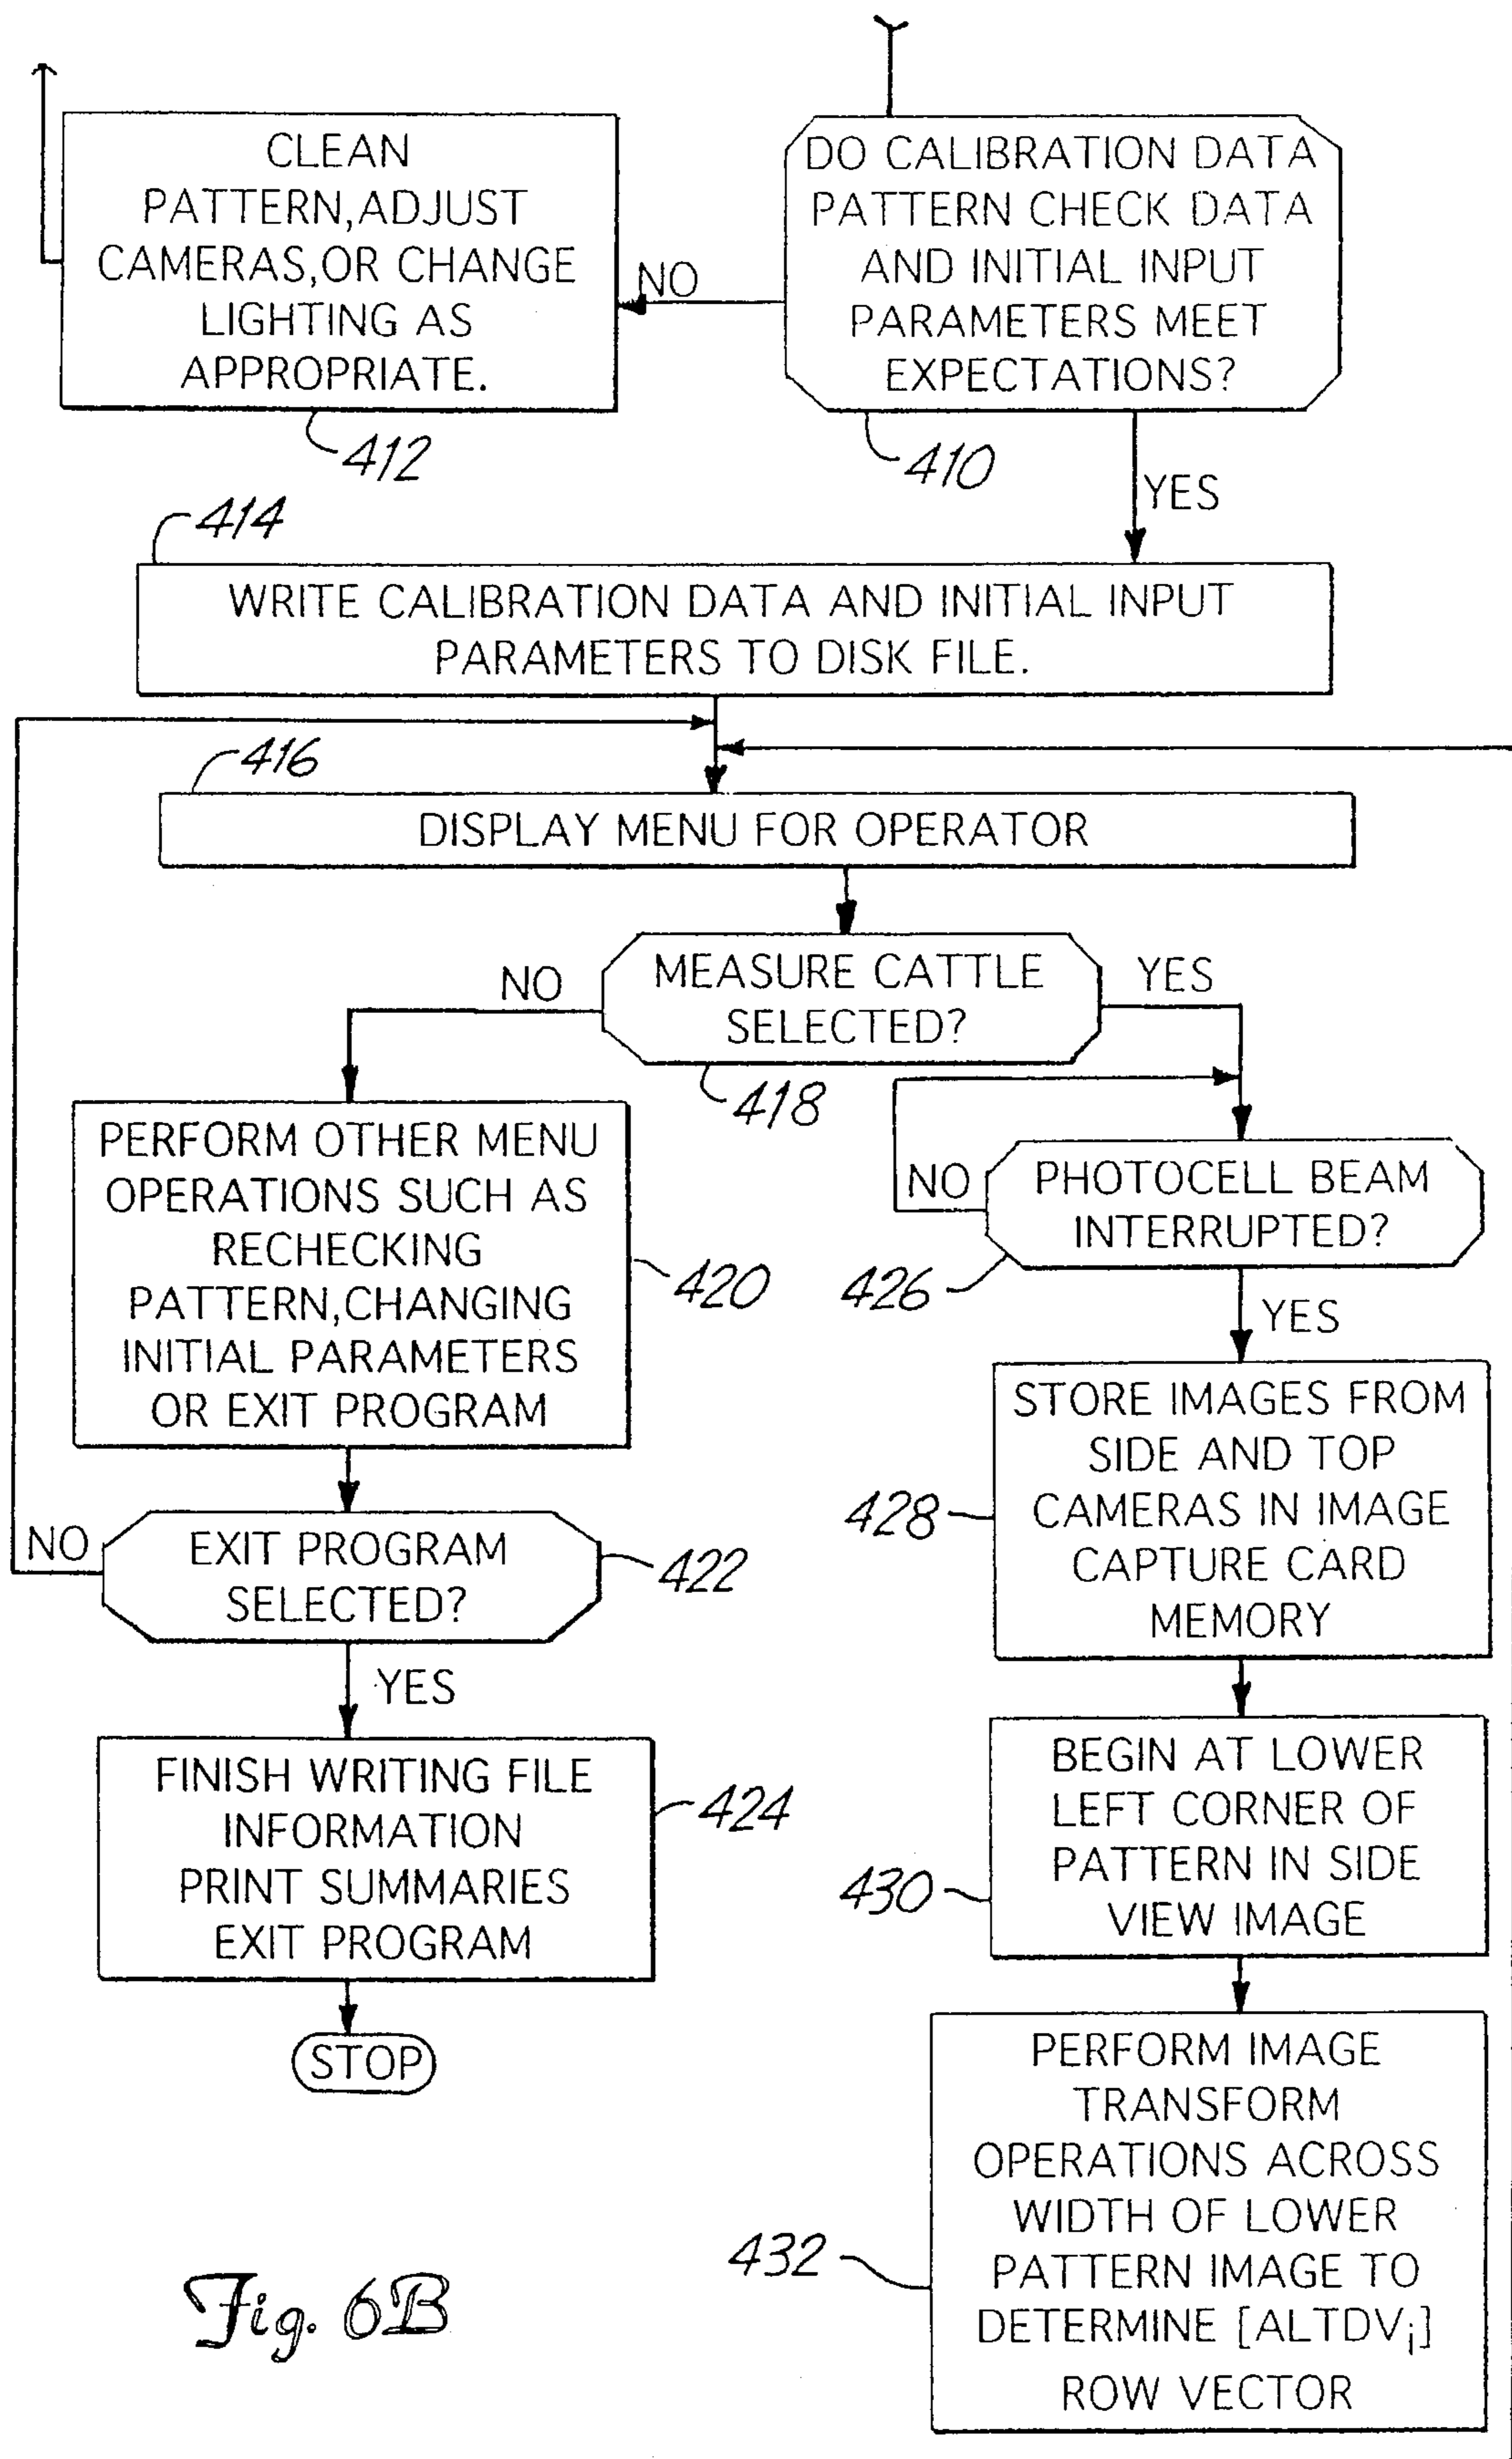 CLEAN
PATTERN,ADJUST
CAMERAS,OR CHANGE
LIGHTING AS
APPROPRIATE.
412
NO
DO CALIBRATION DATA
PATTERN CHECK DATA
AND INITIAL INPUT
PARAMETERS MEET
EXPECTATIONS?
410
YES
414
WRITE CALIBRATION DATA AND INITIAL INPUT
PARAMETERS TO DISK FILE.
416
DISPLAY MENU FOR OPERATOR
NO
MEASURE CATTLE
SELECTED?
YES
418
PERFORM OTHER MENU
OPERATIONS SUCH AS
RECHECKING
PATTERN,CHANGING
INITIAL PARAMETERS
OR EXIT PROGRAM
420
NO
EXIT PROGRAM
SELECTED?
422
YES
FINISH WRITING FILE
INFORMATION
PRINT SUMMARIES
EXIT PROGRAM
424
STOP
NO
PHOTOCELL BEAM
INTERRUPTED?
426
YES
STORE IMAGES FROM
SIDE AND TOP
CAMERAS IN IMAGE
CAPTURE CARD
MEMORY
428
BEGIN AT LOWER
LEFT CORNER OF
PATTERN IN SIDE
VIEW IMAGE
430
PERFORM IMAGE
TRANSFORM
OPERATIONS ACROSS
WIDTH OF LOWER
PATTERN IMAGE TO
DETERMINE [ALTDVi]
ROW VECTOR
432
Fig. 6B